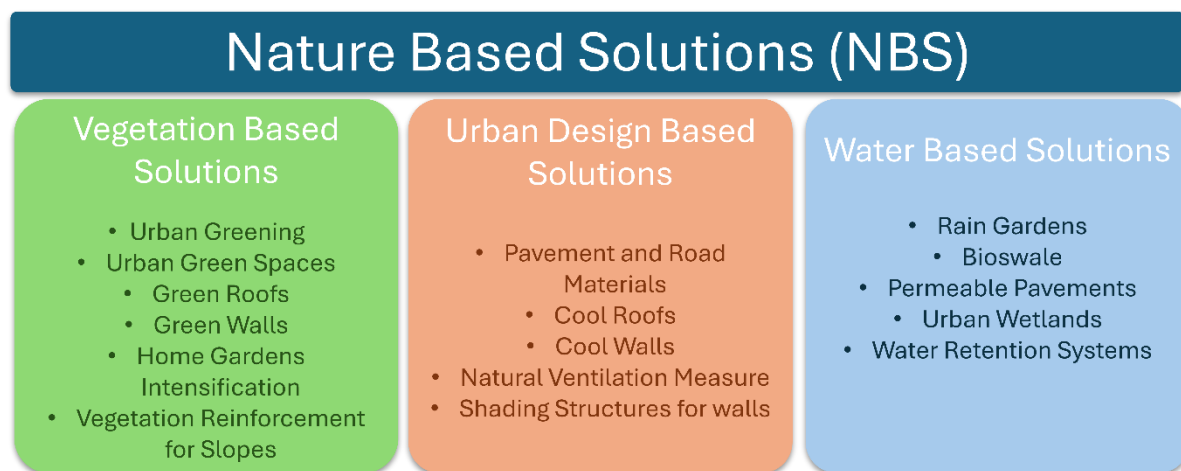 Nature Based Solutions (NBS)
Vegetation Based
Solutions
• Urban Greening
• Urban Green Spaces
• Green Roofs
• Green Walls
• Home Gardens
Intensification
• Vegetation Reinforcement
for Slopes
Urban Design Based
Solutions
• Pavement and Road
Materials
• Cool Roofs
• Cool Walls
• Natural Ventilation Measure
• Shading Structures for walls
Water Based Solutions
• Rain Gardens
• Bioswale
• Permeable Pavements
• Urban Wetlands
• Water Retention Systems